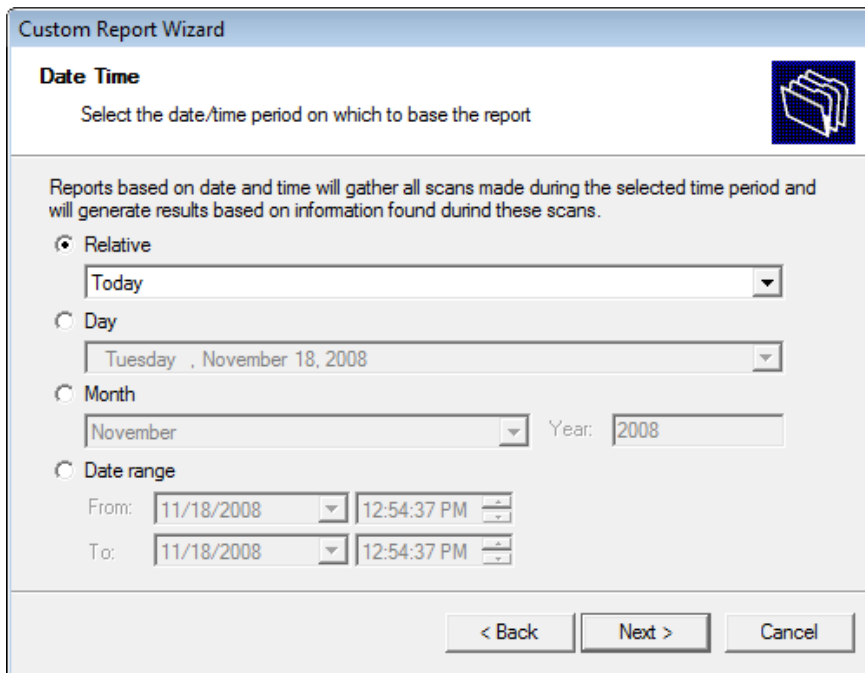 Custom Report Wizard
Date Time
Select the date/time period on which to base the report
Reports based on date and time will gather all scans made during the selected time period and
will generate results based on information found durind these scans.
Relative
Today
Day
Tuesday , November 18, 2008
Month
November Year: 2008
Date range
From: 11/18/2008 12:54:37 PM
To: 11/18/2008 12:54:37 PM
< Back Next > Cancel